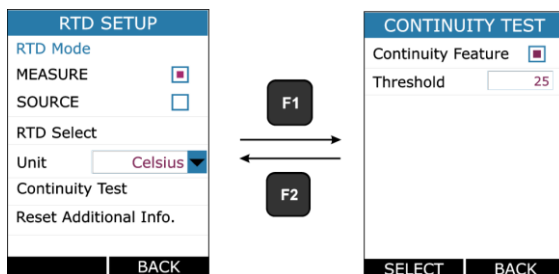 RTD SETUP
RTD Mode
MEASURE
SOURCE
RTD Select
Unit Celsius
Continuity Test
Reset Additional Info.
BACK
F1
F2
CONTINUITY TEST
Continuity Feature
Threshold 25
SELECT BACK